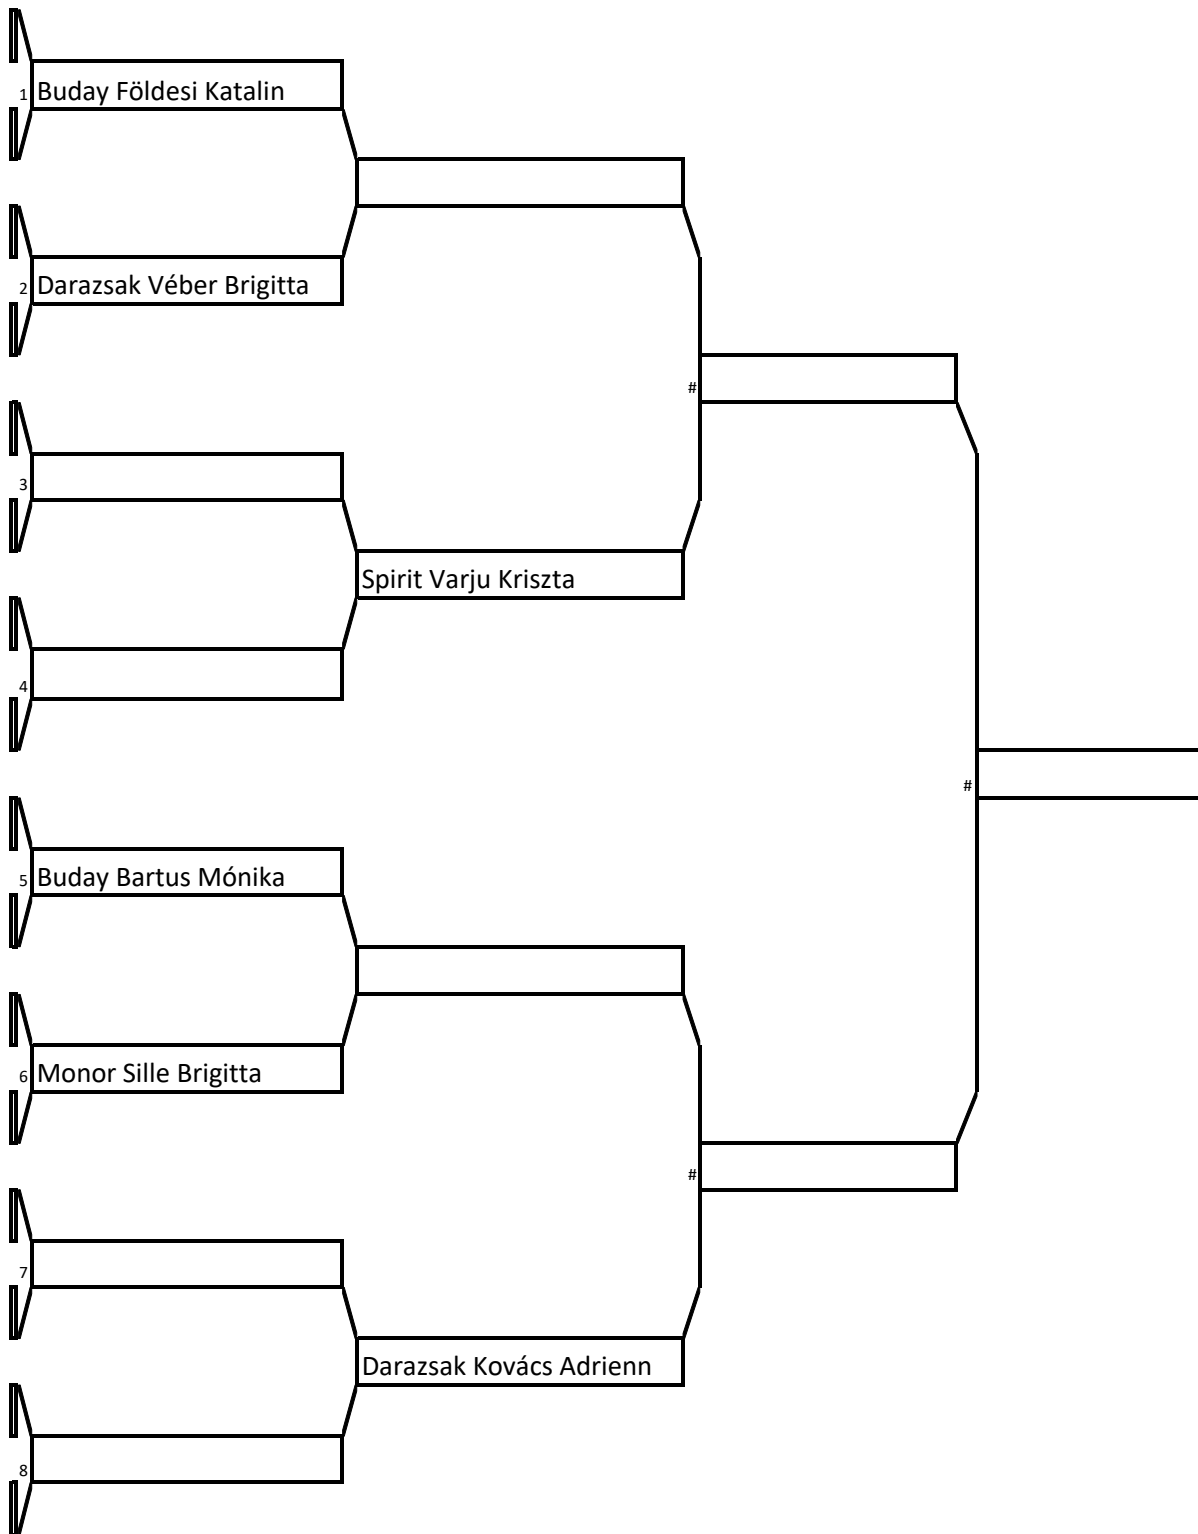 1 Buday Földesi Katalin
2 Darazsak Véber Brigitta
#
3
Spirit Varju Kriszta
4
#
5 Buday Bartus Mónika
6 Monor Sille Brigitta
#
7
Darazsak Kovács Adrienn
8